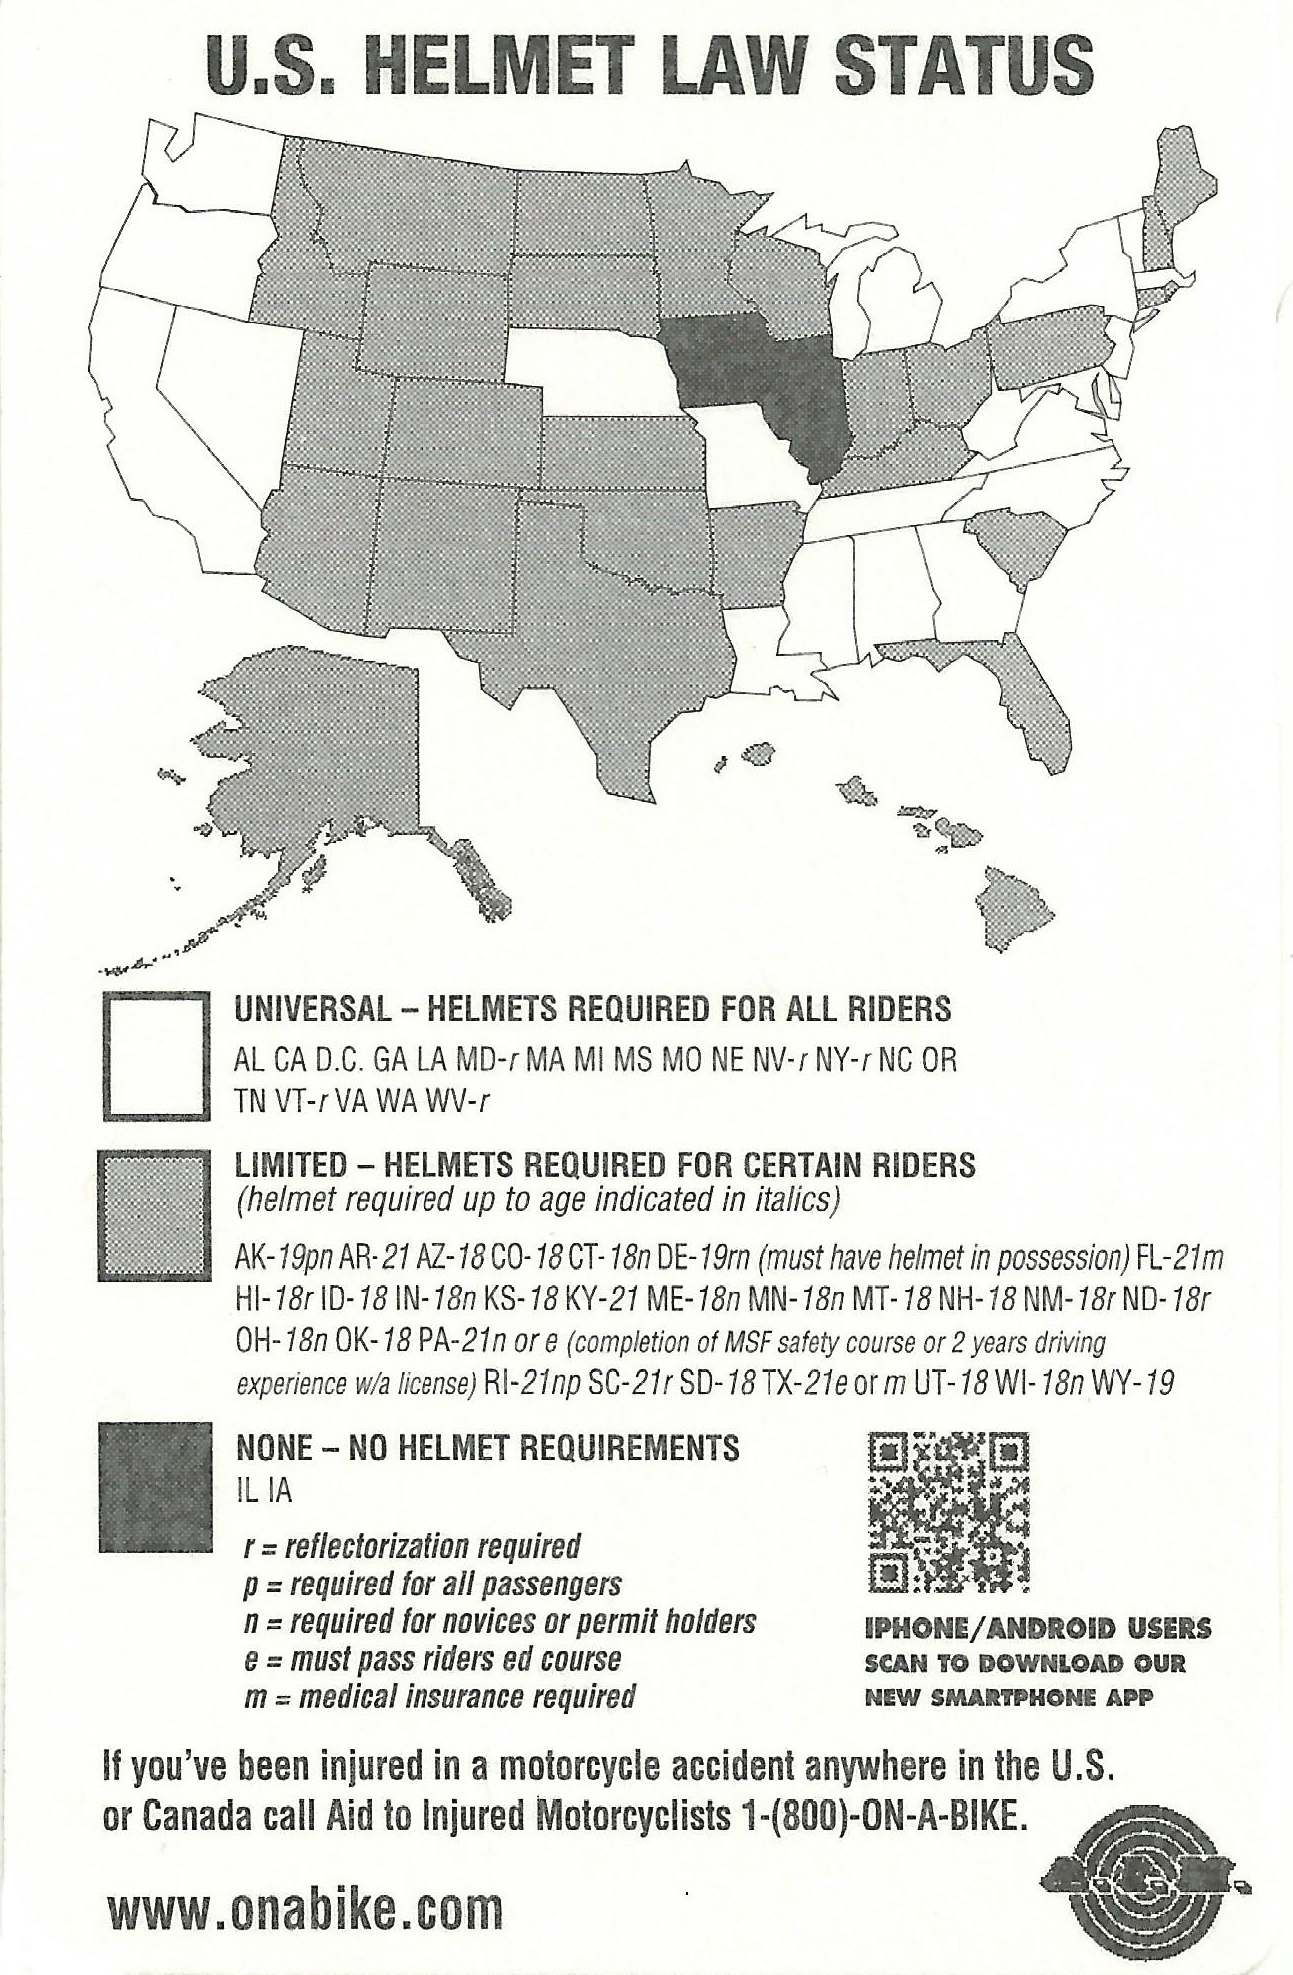 U.S. HELMET LAW STATUS
UNIVERSAL – HELMETS REQUIRED FOR ALL RIDERS
AL CA D.C. GA LA MD-r MA MI MS MO NE NV-r NY-r NC OR
TN VT-r VA WA WV-r
LIMITED – HELMETS REQUIRED FOR CERTAIN RIDERS
(helmet required up to age indicated in italics)
AK-19pn AR-21 AZ-18 CO-18 CT-18n DE-19rn (must have helmet in possession) FL-21m
HI-18r ID-18 IN-18n KS-18 KY-21 ME-18n MN-18n MT-18 NH-18 NM-18r ND-18r
OH-18n OK-18 PA-21n or e (completion of MSF safety course or 2 years driving
experience w/a license) RI-21np SC-21r SD-18 TX-21e or m UT-18 WI-18n WY-19
NONE – NO HELMET REQUIREMENTS
IL IA
r = reflectorization required
p = required for all passengers
n = required for novices or permit holders
e = must pass riders ed course
m = medical insurance required
IPHONE/ANDROID USERS
SCAN TO DOWNLOAD OUR
NEW SMARTPHONE APP
If you've been injured in a motorcycle accident anywhere in the U.S.
or Canada call Aid to Injured Motorcyclists 1-(800)-ON-A-BIKE.
www.onabike.com